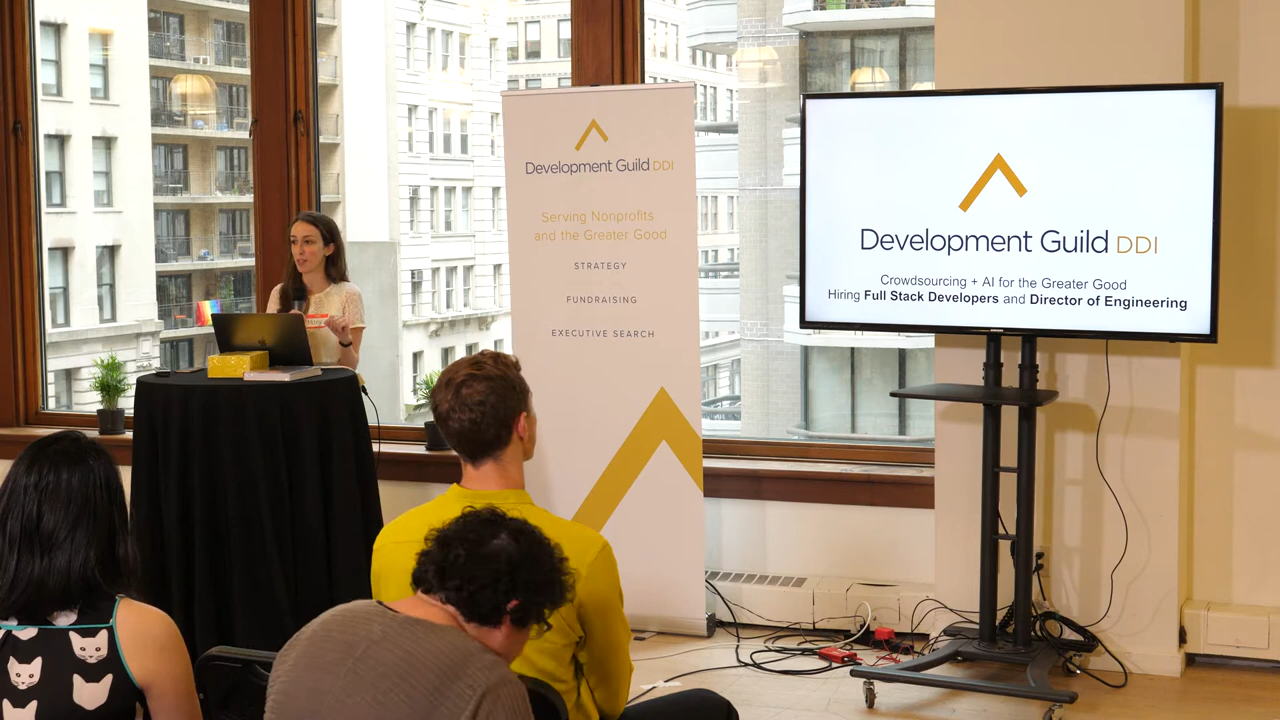 Development Guild DDI
Serving Nonprofits
and the Greater Good
STRATEGY
FUNDRAISING
EXECUTIVE SEARCH
Development Guild DDI
Crowdsourcing + AI for the Greater Good
Hiring Full Stack Developers and Director of Engineering